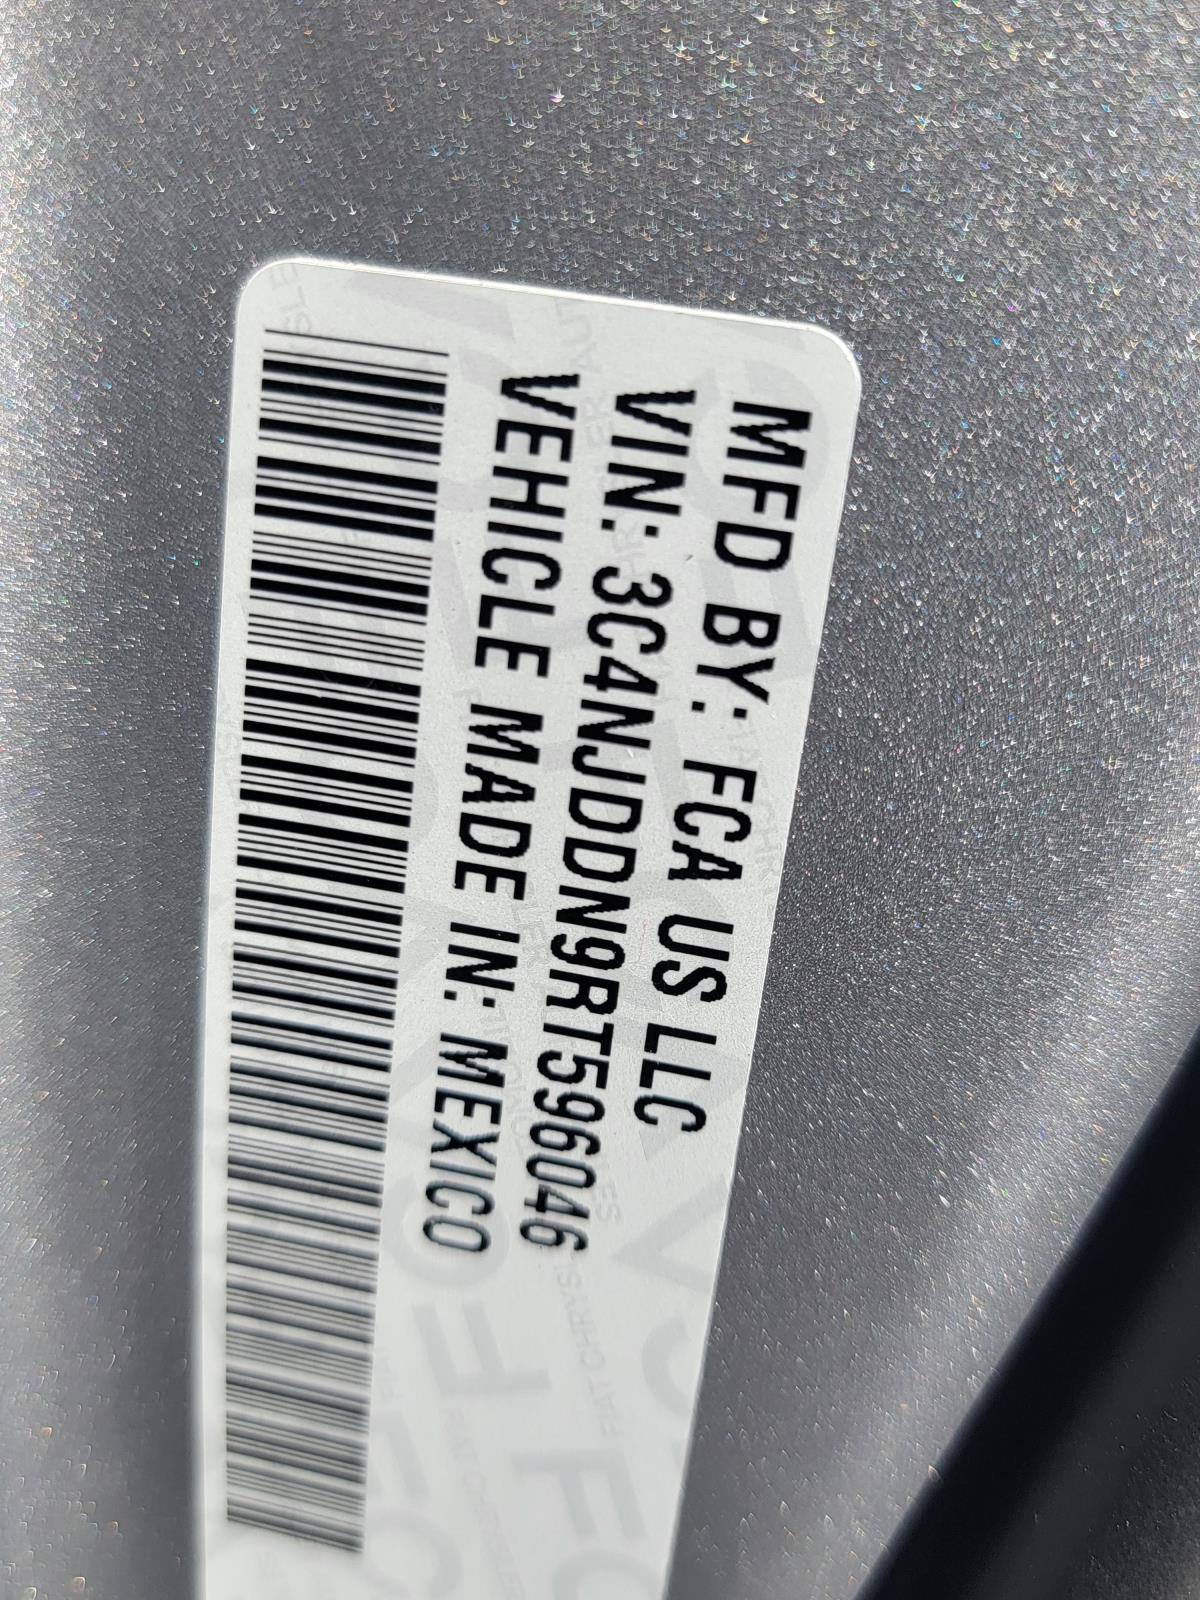 MFD BY: FCA US LLC
VIN: 3C4NJDDN9RT596046
VEHICLE MADE IN: MEXICO